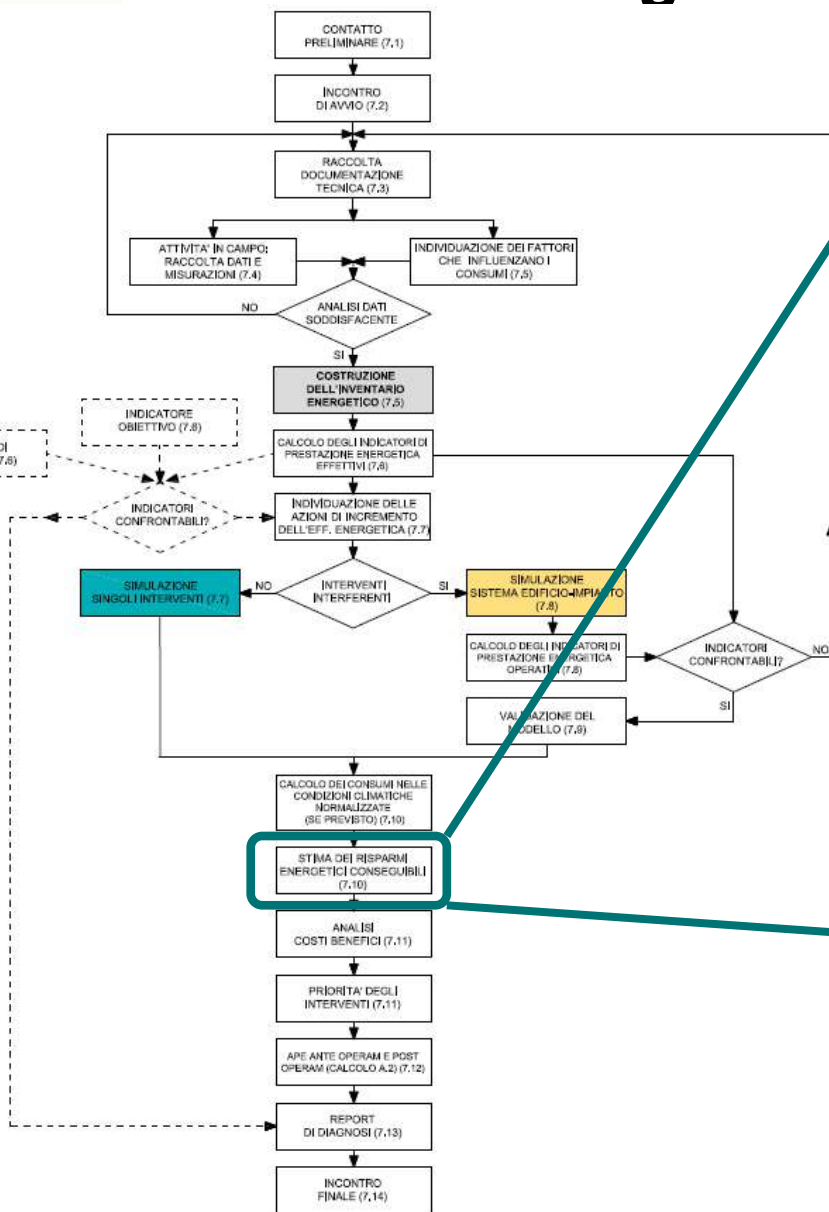 CONTATTO
PRELIMINARE (7.1)
INCONTRO
DI AVVIO (7.2)
RACCOLTA
DOCUMENTAZIONE
TECNICA (7.3)
ATTIVITA' IN CAMPO:
RACCOLTA DATI E
MISURAZIONI (7.4)
INDIVIDUAZIONE DEI FATTORI
CHE INFLUENZANO I
CONSUMI (7.5)
NO
ANALISI DATI
SODDISFACENTE
SI
COSTRUZIONE
DELL'INVENTARIO
ENERGETICO (7.5)
INDICATORE
OBIETTIVO (7.6)
DI
7.6)
CALCOLO DEGLI INDICATORI DI
PRESTAZIONE ENERGETICA
EFFETTIVI (7.6)
INDICATORI
CONFRONTABILI?
INDIVIDUAZIONE DELLE
AZIONI DI INCREMENTO
DELL'EFF. ENERGETICA (7.7)
SIMULAZIONE
SINGOLI INTERVENTI (7.7)
NO
INTERVENTI
INTERFERENTI
SI
SIMULAZIONE
SISTEMA EDIFICIO-IMPIANTO
(7.8)
CALCOLO DEGLI INDICATORI DI
PRESTAZIONE ENERGETICA
OPERATIVI (7.8)
INDICATORI
CONFRONTABILI?
NO
SI
VALIDAZIONE DEL
MODELLO (7.9)
CALCOLO DEI CONSUMI NELLE
CONDIZIONI CLIMATICHE
NORMALIZZATE
(SE PREVISTO) (7.10)
STIMA DEI RISPARMI
ENERGETICI CONSEGUIBILI
(7.10)
ANALISI
COSTI BENEFICI (7.11)
PRIORITA' DEGLI
INTERVENTI (7.11)
APE ANTE OPERAM E POST
OPERAM (CALCOLO A.2) (7.12)
REPORT
DI DIAGNOSI (7.13)
INCONTRO
FINALE (7.14)